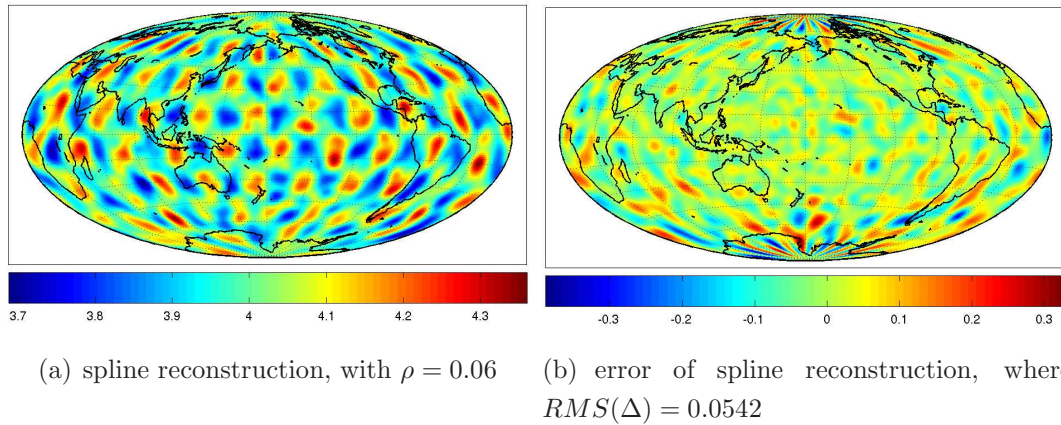 3.7 3.8 3.9 4 4.1 4.2 4.3
-0.3 -0.2 -0.1 0 0.1 0.2 0.3
(a) spline reconstruction, with ρ = 0.06
(b) error of spline reconstruction, wher
RMS(Δ) = 0.0542